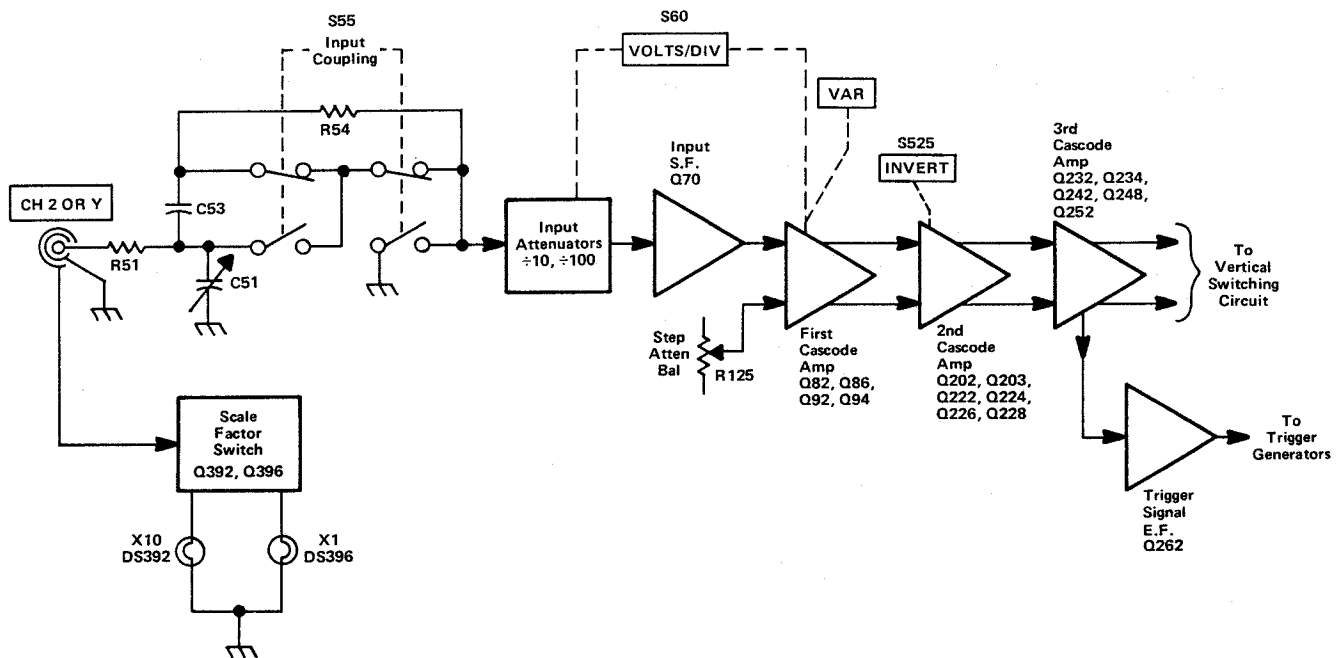 S55
Input
Coupling
S60
VOLTS/DIV
VAR
S525
INVERT
3rd
Cascode
Amp
Q232, Q234,
Q242, Q248,
Q252
R54
Input
S.F.
Q70
CH 2 OR Y
C53
R51
C51
Input
Attenuators
÷10, ÷100
To
Vertical
Switching
Circuit
Step
Atten
Bal
R125
First
Cascode
Amp
Q82, Q86,
Q92, Q94
2nd
Cascode
Amp
Q202, Q203,
Q222, Q224,
Q226, Q228
Scale
Factor
Switch
Q392, Q396
To
Trigger
Generators
Trigger
Signal
E.F.
Q262
X10
DS392
X1
DS396